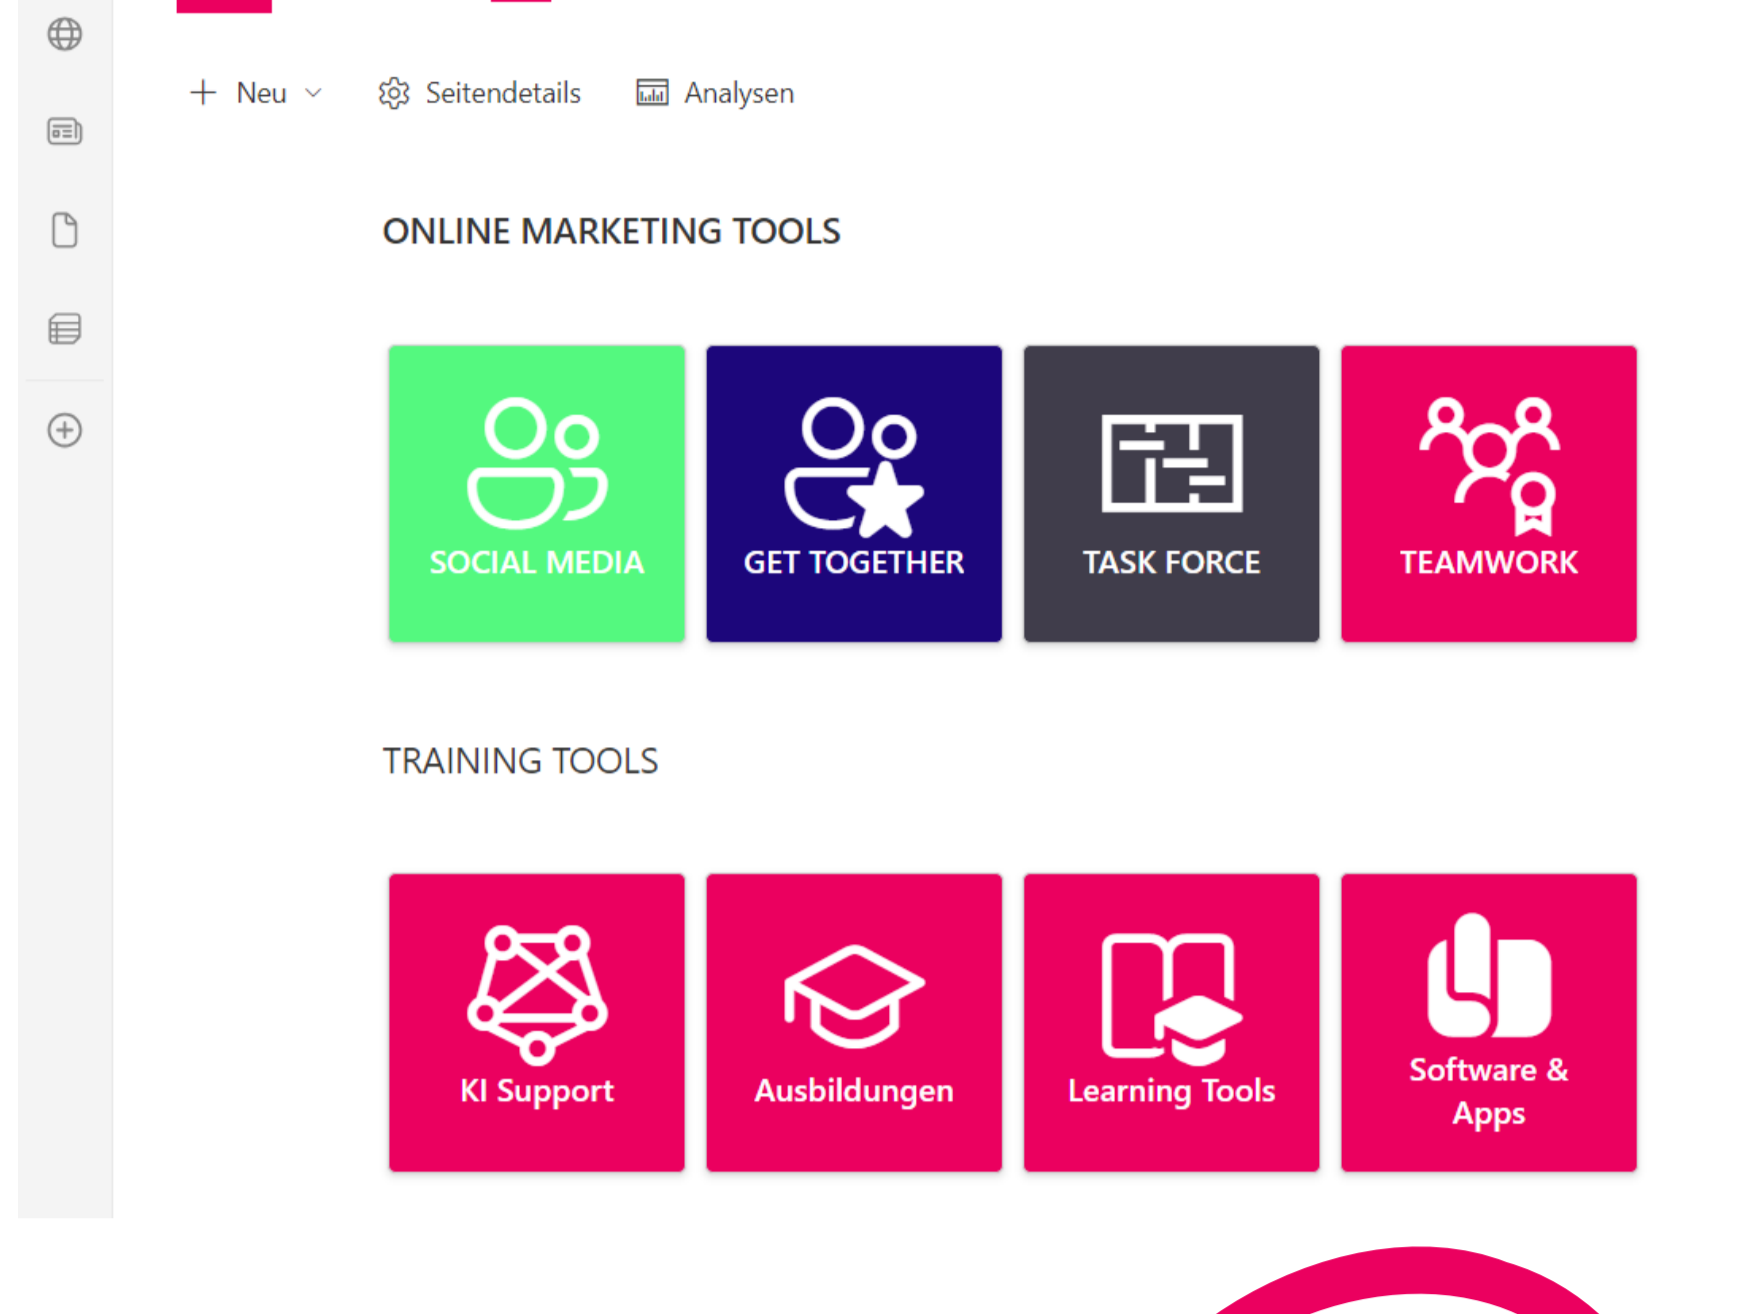 Neu
Seitendetails
Analysen
ONLINE MARKETING TOOLS
SOCIAL MEDIA
GET TOGETHER
TASK FORCE
TEAMWORK
TRAINING TOOLS
KI Support
Ausbildungen
Learning Tools
Software &
Apps